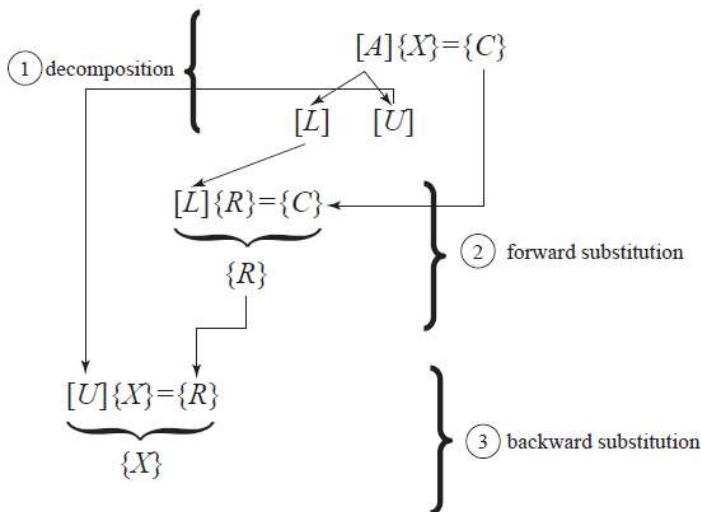 [A]{X}={C}
1 decomposition
[L] [U]
[L]{R}={C}
2 forward substitution
{R}
[U]{X}={R}
3 backward substitution
{X}